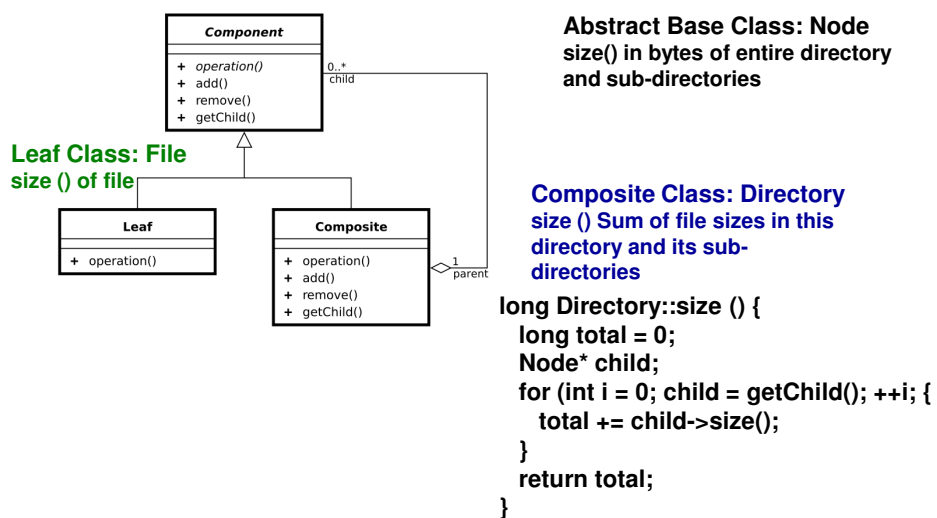 Component
+ operation()
+ add()
+ remove()
+ getChild()
0..*
child
Abstract Base Class: Node
size() in bytes of entire directory
and sub-directories
Leaf Class: File
size () of file
Leaf
+ operation()
Composite
+ operation()
+ add()
+ remove()
+ getChild()
1
parent
Composite Class: Directory
size () Sum of file sizes in this
directory and its sub-
directories
long Directory::size () {
long total = 0;
Node* child;
for (int i = 0; child = getChild(); ++i; {
total += child->size();
}
return total;
}